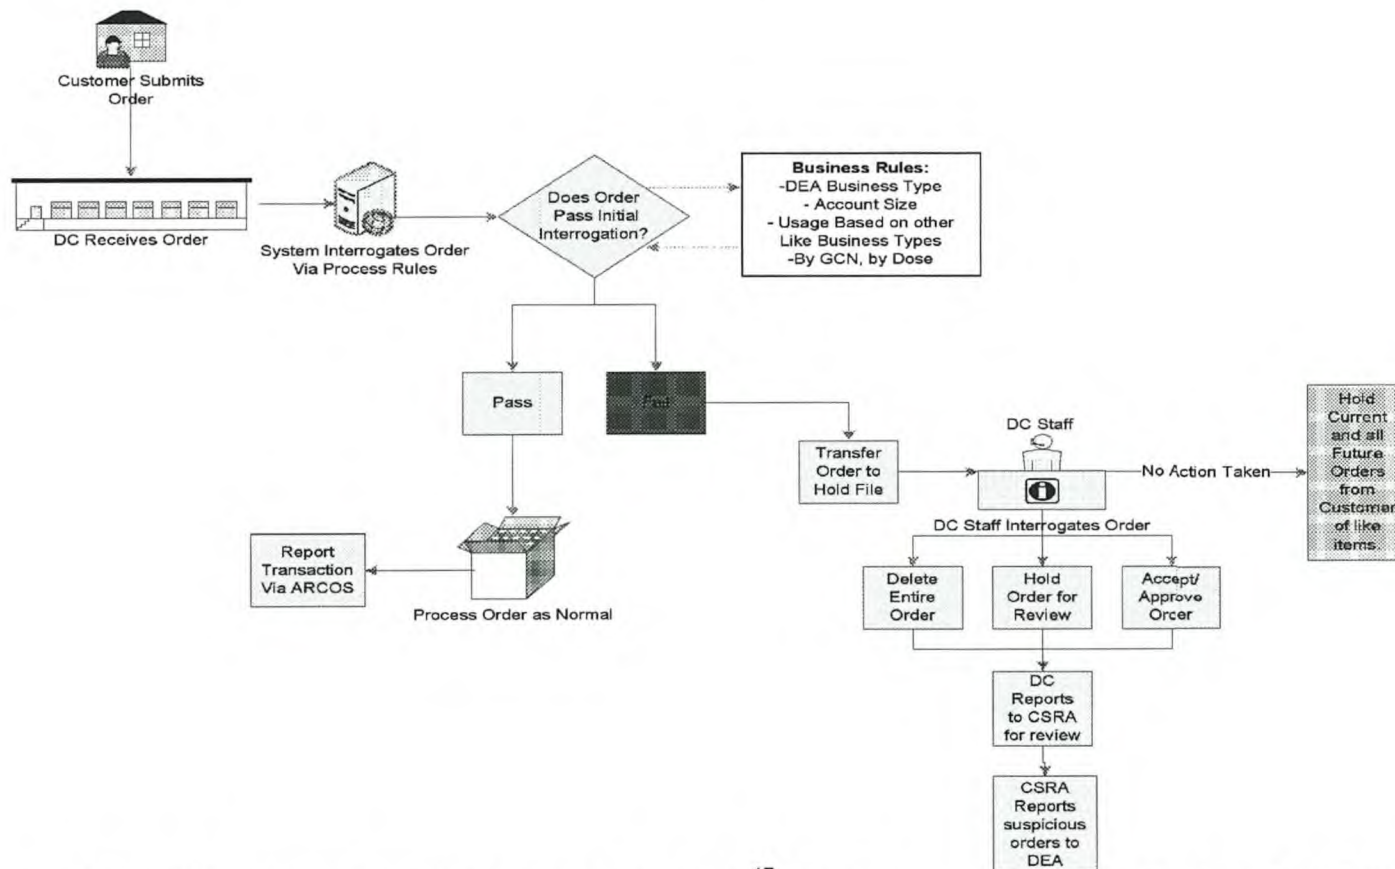 Customer Submits
Order
DC Receives Order
System Interrogates Order
Via Process Rules
Does Order
Pass Initial
Interrogation?
Business Rules:
-DEA Business Type
- Account Size
- Usage Based on other
Like Business Types
-By GCN, by Dose
Pass
Fail
Transfer
Order to
Hold File
DC Staff
No Action Taken
Hold
Current
and all
Future
Orders
from
Customer
of like
items.
DC Staff Interrogates Order
Report
Transaction
Via ARCOS
Process Order as Normal
Delete
Entire
Order
Hold
Order for
Review
Accept/
Approve
Orcer
DC
Reports
to CSRA
for review
CSRA
Reports
suspicious
orders to
DEA